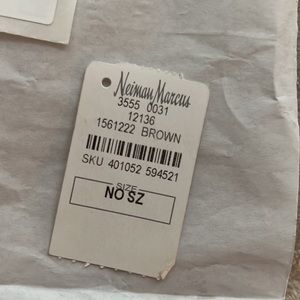 Neiman Marcus
3555 0031
12136
1561222 BROWN
SKU 401052 594521
SIZE
NO SZ